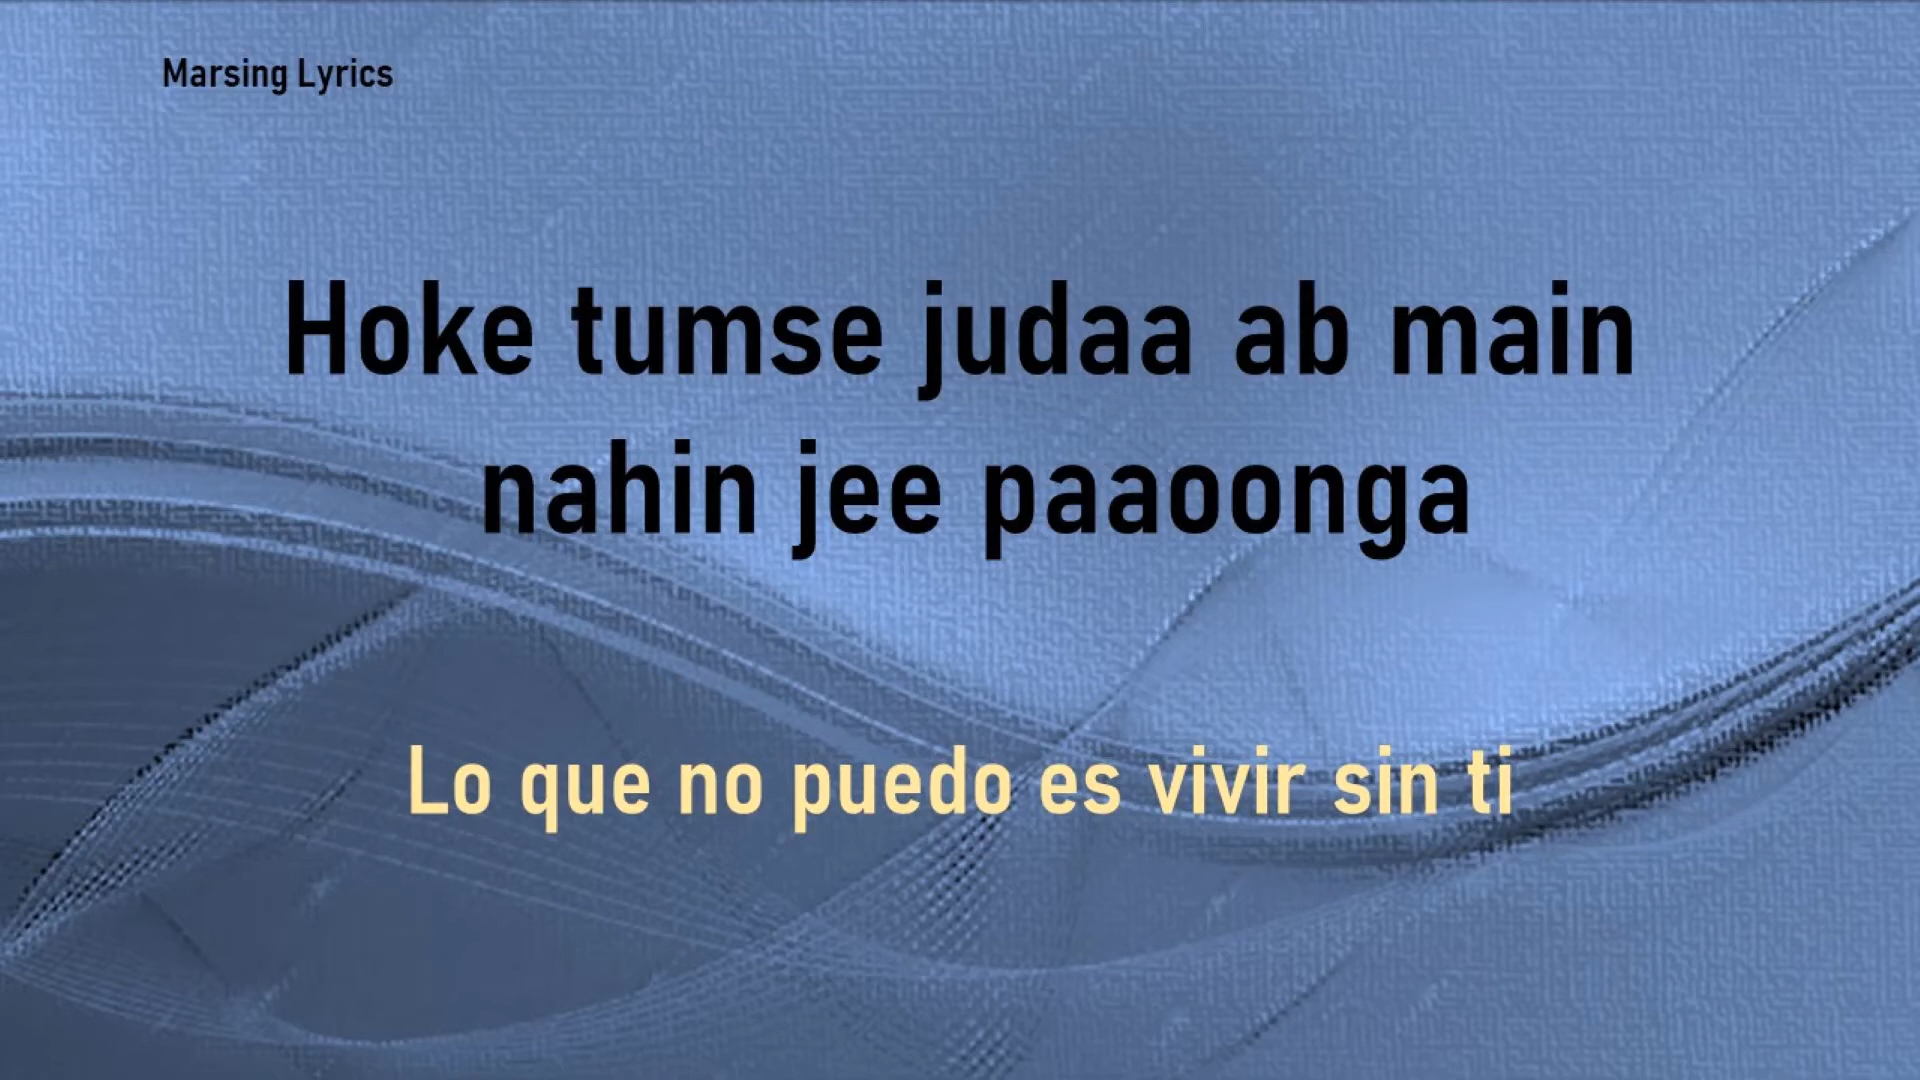 Marsing Lyrics
Hoke tumse judaa ab main
nahin jee paaoonga
Lo que no puedo es vivir sin ti